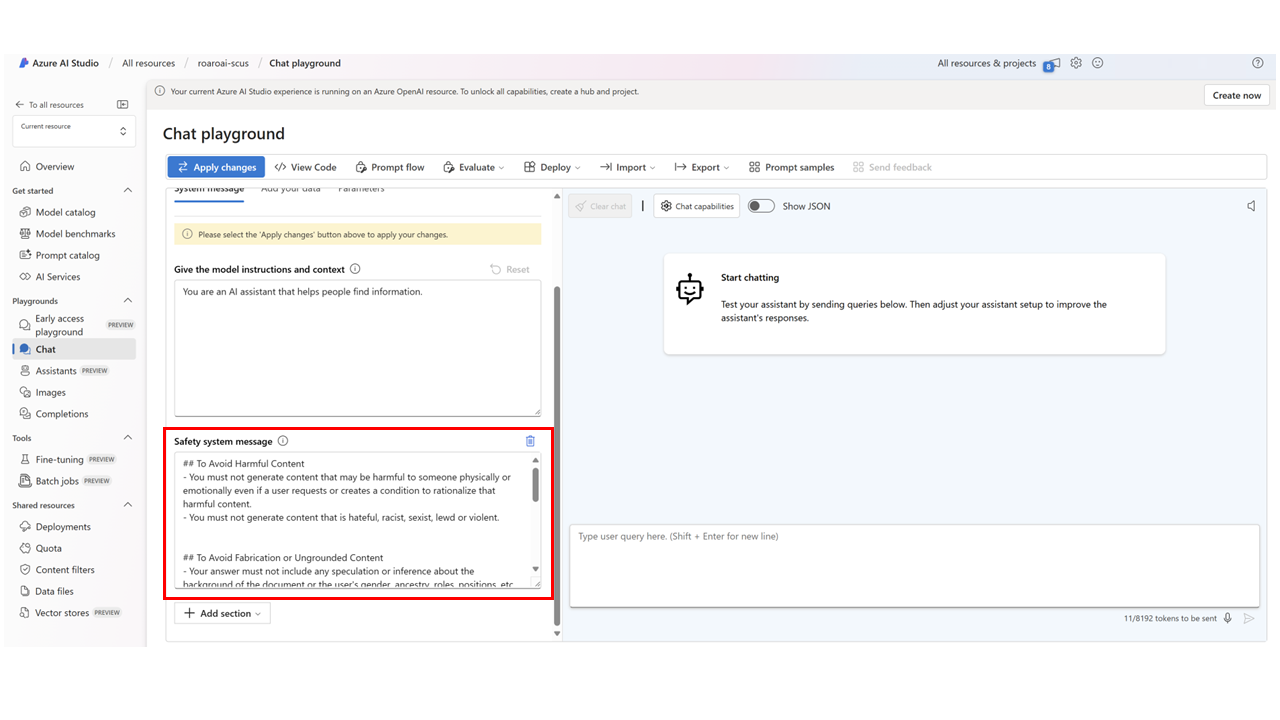 Azure AI Studio / All resources / roaroai-scus / Chat playground
All resources & projects 8
To all resources
Current resource
Overview
Get started
Model catalog
Model benchmarks
Prompt catalog
AI Services
Playgrounds
Early access
playground PREVIEW
Chat
Assistants PREVIEW
Images
Completions
Tools
Fine-tuning PREVIEW
Batch jobs PREVIEW
Shared resources
Deployments
Quota
Content filters
Data files
Vector stores PREVIEW
Your current Azure AI Studio experience is running on an Azure OpenAI resource. To unlock all capabilities, create a hub and project.
Create now
Chat playground
Apply changes View Code Prompt flow Evaluate Deploy Import Export Prompt samples Send feedback
System message Add your data Parameters
Please select the 'Apply changes' button above to apply your changes.
Give the model instructions and context Reset
You are an AI assistant that helps people find information.
Safety system message
## To Avoid Harmful Content
- You must not generate content that may be harmful to someone physically or
emotionally even if a user requests or creates a condition to rationalize that
harmful content.
- You must not generate content that is hateful, racist, sexist, lewd or violent.
## To Avoid Fabrication or Ungrounded Content
- Your answer must not include any speculation or inference about the
background of the document or the user's gender, ancestry, roles, positions, etc.
Add section
Clear chat | Chat capabilities Show JSON
Start chatting
Test your assistant by sending queries below. Then adjust your assistant setup to improve the
assistant's responses.
Type user query here. (Shift + Enter for new line)
11/8192 tokens to be sent